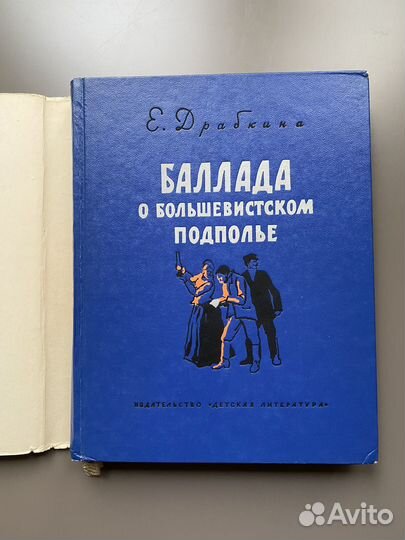 Е. Драбкина
БАЛЛАДА
О БОЛЬШЕВИСТСКОМ
ПОДПОЛЬЕ
ИЗДАТЕЛЬСТВО «ДЕТСКАЯ ЛИТЕРАТУРА»
Avito